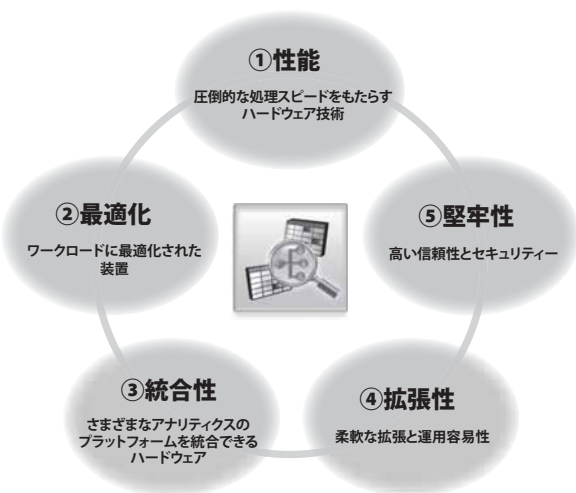 ①性能
圧倒的な処理スピードをもたらす
ハードウェア技術
②最適化
ワークロードに最適化された
装置
③統合性
さまざまなアナリティクスの
プラットフォームを統合できる
ハードウェア
④拡張性
柔軟な拡張と運用容易性
⑤堅牢性
高い信頼性とセキュリティー